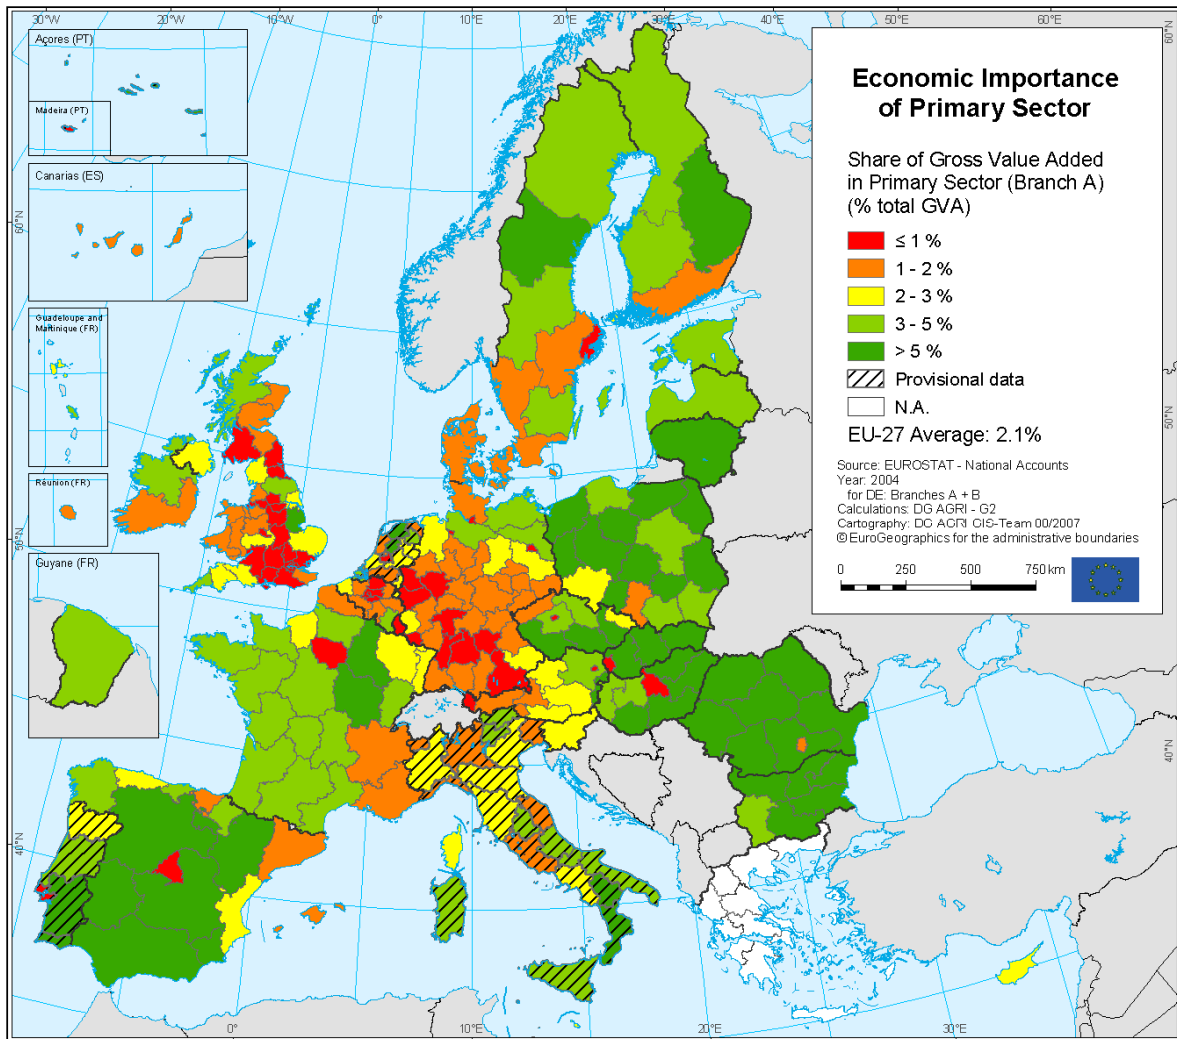 30°W
20°W
10°W
0°
10°E
20°E
30°E
40°E
50°E
60°E
60°N
Açores (PT)
Madeira (PT)
Canarias (ES)
Guadeloupe and
Martinique (FR)
Réunion (FR)
Guyane (FR)
60°N
50°N
40°N
50°N
40°N
Economic Importance
of Primary Sector
Share of Gross Value Added
in Primary Sector (Branch A)
(% total GVA)
≤ 1 %
1 - 2 %
2 - 3 %
3 - 5 %
> 5 %
Provisional data
N.A.
EU-27 Average: 2.1%
Source: EUROSTAT - National Accounts
Year: 2004
for DE: Branches A + B
Calculations: DG AGRI - G2
Cartography: DG AGRI GIS-Team 00/2007
© EuroGeographics for the administrative boundaries
0 250 500 750 km
0°
10°E
20°E
30°E